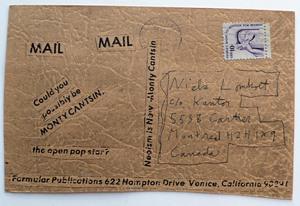 MAIL
MAIL
Could you
possibly be
MONTY CANTSIN.
the open pop star?
Neoism is Now Monty Cantsin
Niels Lomholt
c/o Kantor
5538 Cartier
Montreal H2H 1X9
Canada
Formular Publications 622 Hampton Drive Venice, California 90291